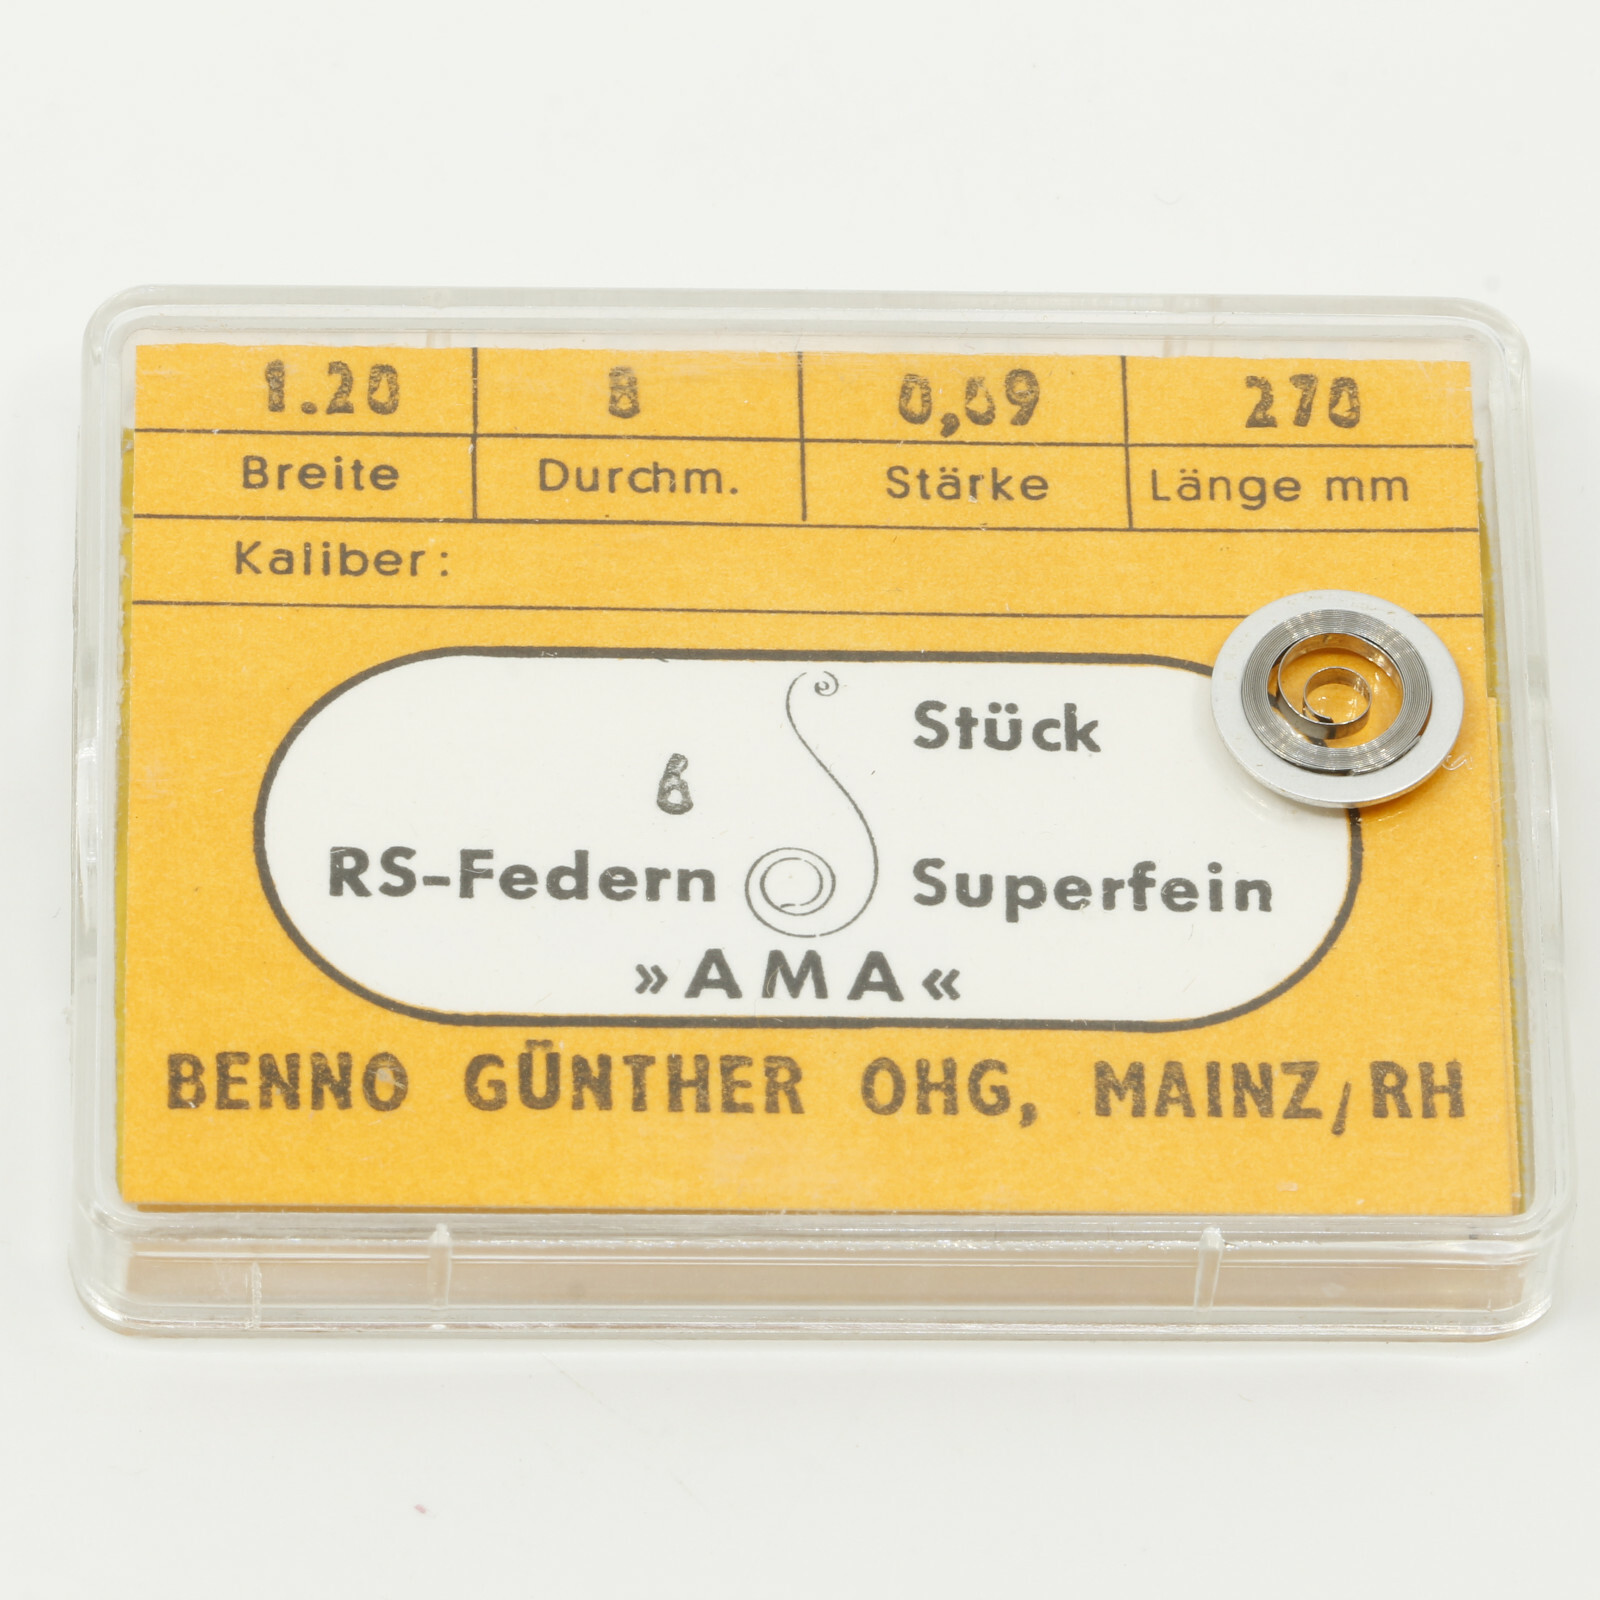 1.20 8 0,09 270
Breite Durchm. Stärke Länge mm
Kaliber:
6 Stück
RS-Federn Superfein
»AMA«
BENNO GÜNTHER OHG, MAINZ/RH